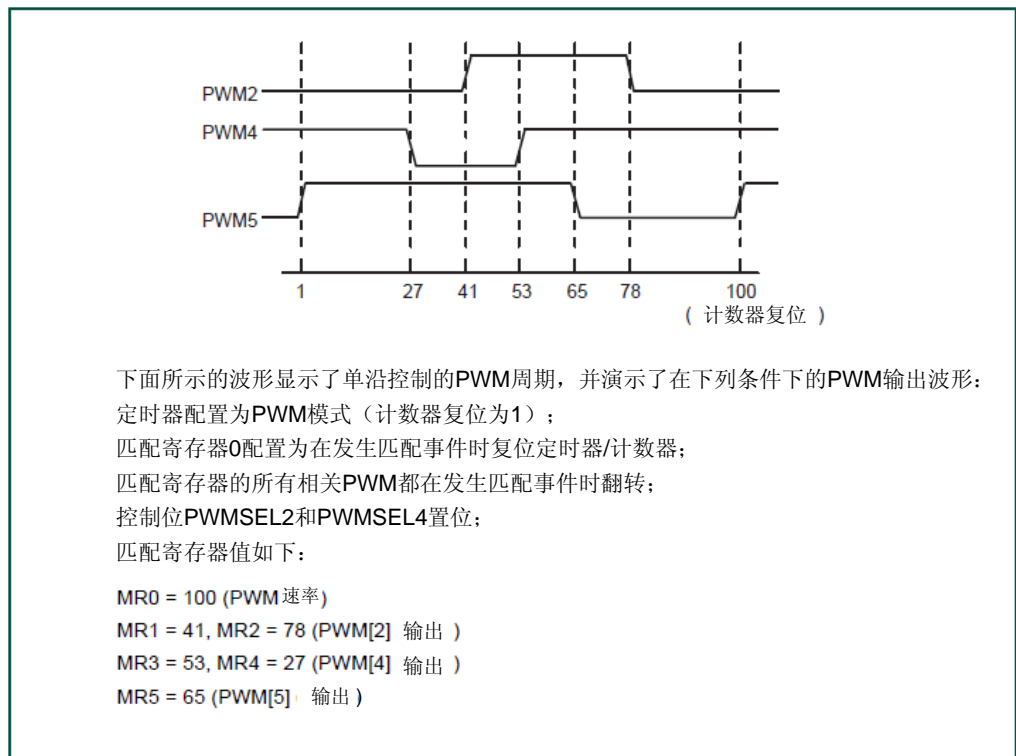 PWM2
PWM4
PWM5
1 27 41 53 65 78 100
( 计数器复位 )
下面所示的波形显示了单沿控制的PWM周期，并演示了在下列条件下的PWM输出波形：
定时器配置为PWM模式（计数器复位为1）；
匹配寄存器0配置为在发生匹配事件时复位定时器/计数器；
匹配寄存器的所有相关PWM都在发生匹配事件时翻转；
控制位PWMSEL2和PWMSEL4置位；
匹配寄存器值如下：
MR0 = 100 (PWM速率)
MR1 = 41, MR2 = 78 (PWM[2] 输出 )
MR3 = 53, MR4 = 27 (PWM[4] 输出 )
MR5 = 65 (PWM[5] 输出 )